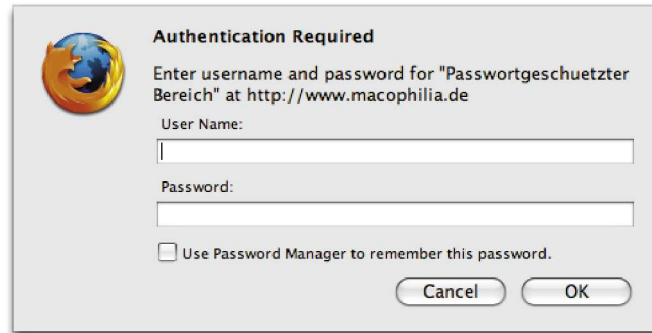 Authentication Required
Enter username and password for "Passwortgeschuetzter
Bereich" at http://www.macophilia.de
User Name:
Password:
Use Password Manager to remember this password.
Cancel OK